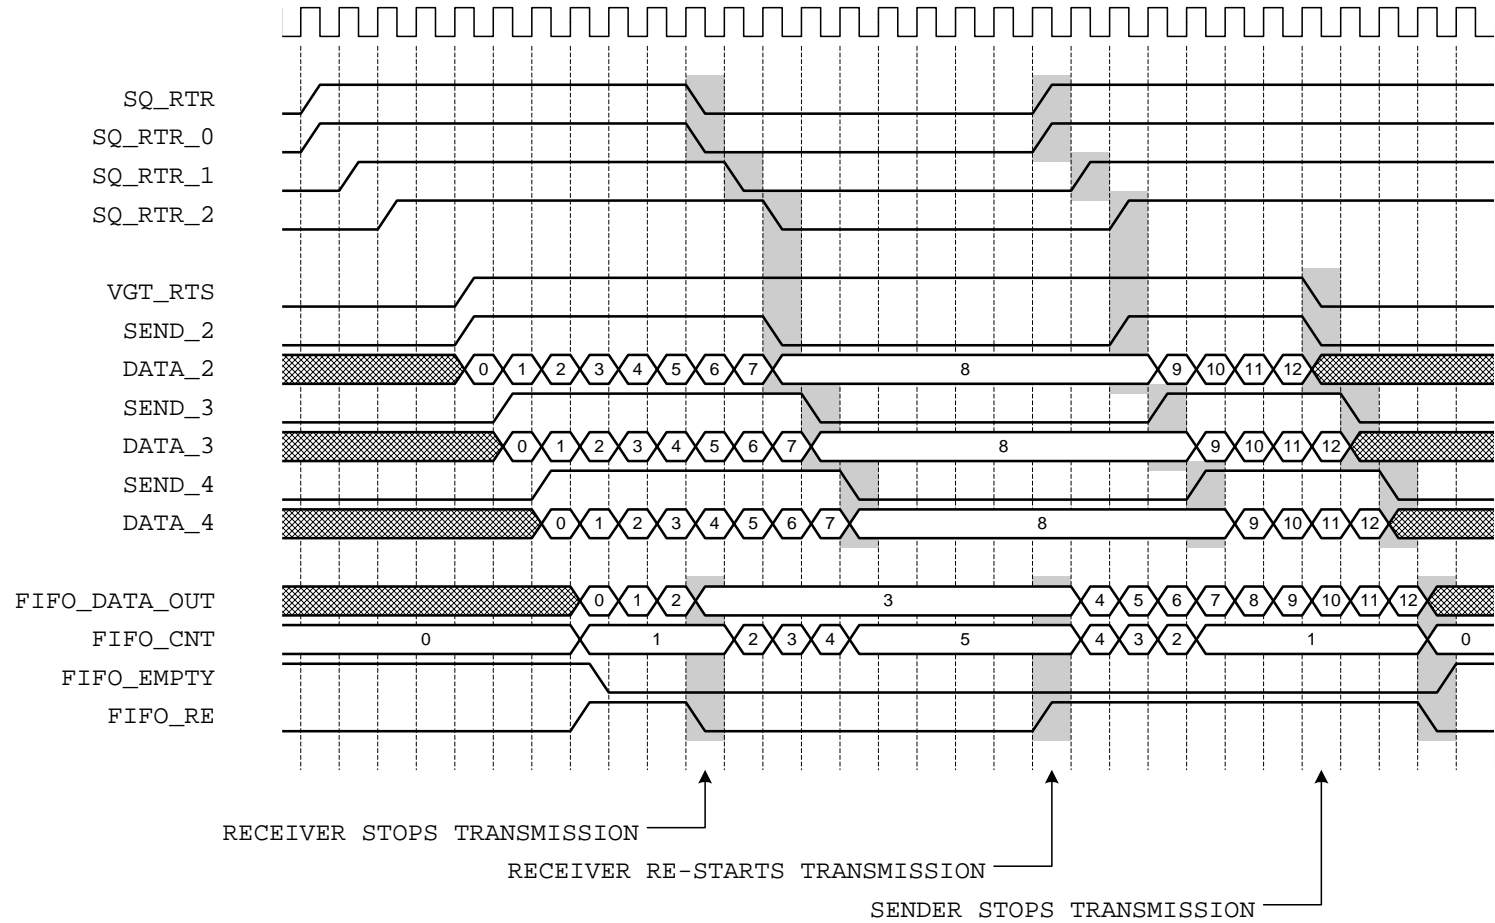 SQ_RTR
SQ_RTR_0
SQ_RTR_1
SQ_RTR_2
VGT_RTS
SEND_2
DATA_2 0 1 2 3 4 5 6 7 8 9 10 11 12
SEND_3
DATA_3 0 1 2 3 4 5 6 7 8 9 10 11 12
SEND_4
DATA_4 0 1 2 3 4 5 6 7 8 9 10 11 12
FIFO_DATA_OUT 0 1 2 3 4 5 6 7 8 9 10 11 12
FIFO_CNT 0 1 2 3 4 5 4 3 2 1 0
FIFO_EMPTY
FIFO_RE
RECEIVER STOPS TRANSMISSION
RECEIVER RE-STARTS TRANSMISSION
SENDER STOPS TRANSMISSION